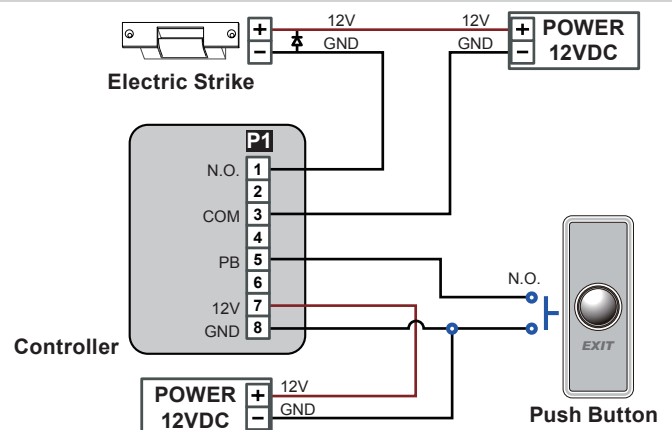 12V 12V
+ + POWER
− GND GND − 12VDC
Electric Strike
P1
N.O. 1
2
COM 3
4
PB 5
6
N.O.
12V 7
GND 8
EXIT
Controller
POWER + 12V
12VDC − GND
Push Button